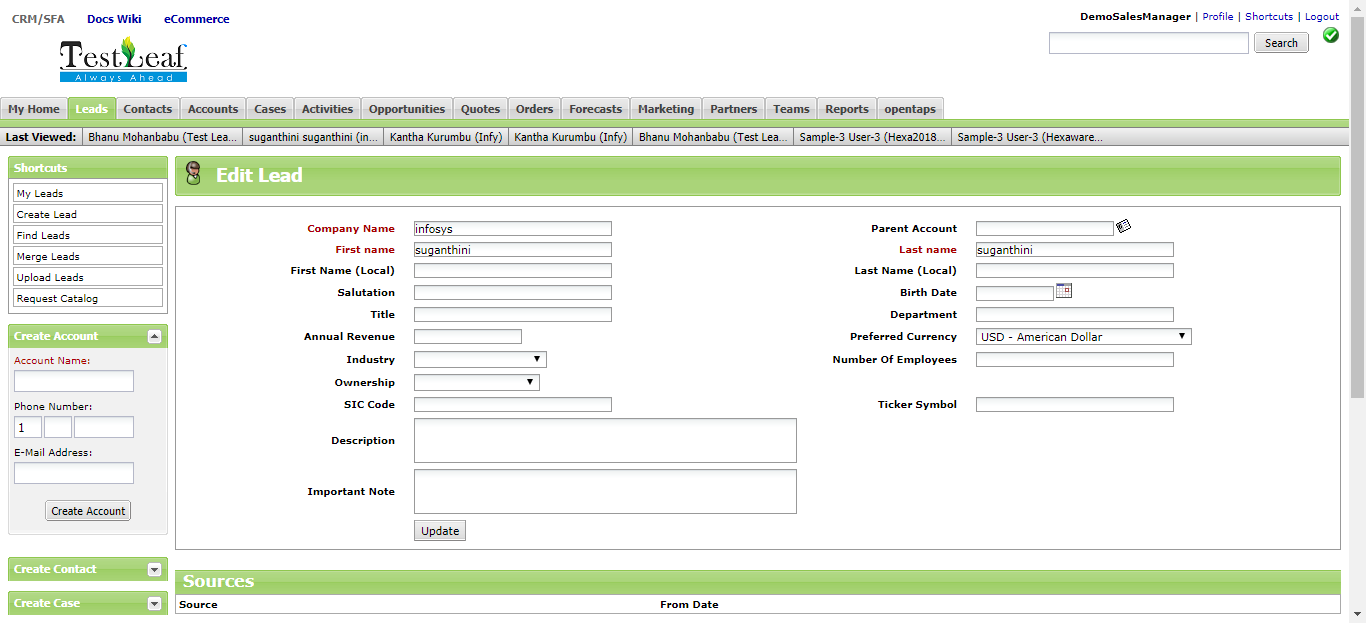 CRM/SFA Docs Wiki eCommerce
DemoSalesManager | Profile | Shortcuts | Logout
Search
TestLeaf
Always Ahead
My Home Leads Contacts Accounts Cases Activities Opportunities Quotes Orders Forecasts Marketing Partners Teams Reports opentaps
Last Viewed: Bhanu Mohanbabu (Test Lea... suganthini suganthini (in... Kantha Kurumbu (Infy) Kantha Kurumbu (Infy) Bhanu Mohanbabu (Test Lea... Sample-3 User-3 (Hexa2018... Sample-3 User-3 (Hexaware...
Shortcuts
My Leads
Create Lead
Find Leads
Merge Leads
Upload Leads
Request Catalog
Create Account
Account Name:
Phone Number:
1
E-Mail Address:
Create Account
Create Contact
Create Case
Edit Lead
Company Name infosys Parent Account
First name suganthini Last name suganthini
First Name (Local) Last Name (Local)
Salutation Birth Date
Title Department
Annual Revenue Preferred Currency USD - American Dollar
Industry Number Of Employees
Ownership
SIC Code Ticker Symbol
Description
Important Note
Update
Sources
Source From Date